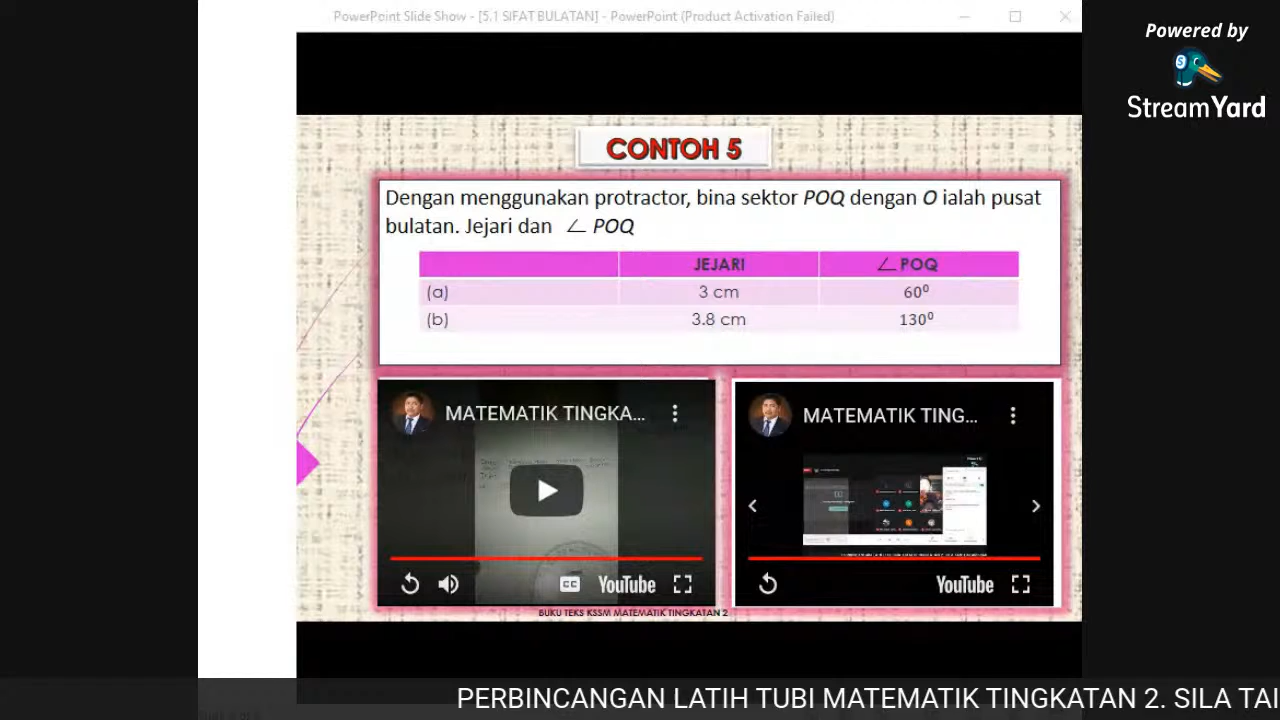 PowerPoint Slide Show - [5.1 SIFAT BULATAN] - PowerPoint (Product Activation Failed)
Powered by
StreamYard
CONTOH 5
Dengan menggunakan protractor, bina sektor POQ dengan O ialah pusat
bulatan. Jejari dan ∠ POQ
JEJARI ∠POQ
(a) 3 cm 60⁰
(b) 3.8 cm 130⁰
MATEMATIK TINGKA...
MATEMATIK TING...
CC YouTube
YouTube
BUKU TEKS KSSM MATEMATIK TINGKATAN 2
PERBINCANGAN LATIH TUBI MATEMATIK TINGKATAN 2. SILA TAI